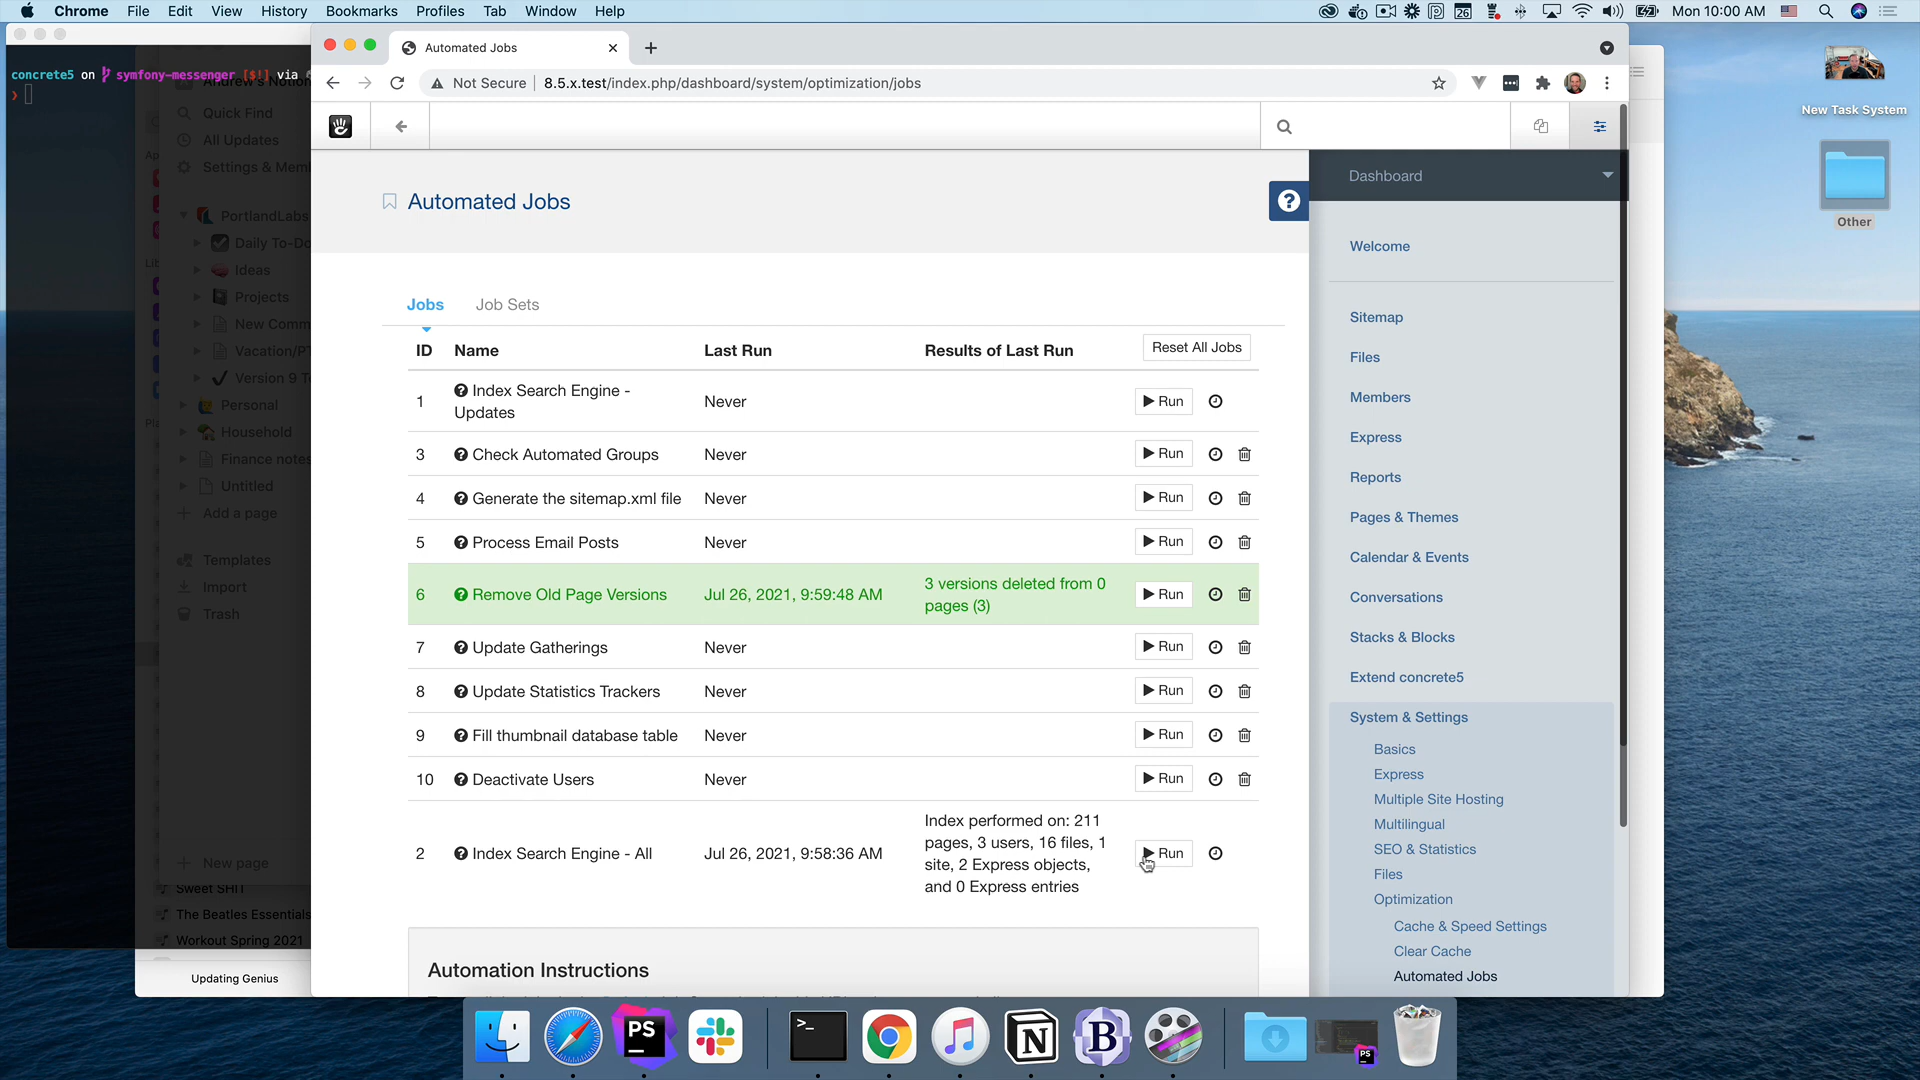 Chrome File Edit View History Bookmarks Profiles Tab Window Help
26 Mon 10:00 AM
Automated Jobs
concrete5 on symfony-messenger [$!] via
Not Secure 8.5.x.test/index.php/dashboard/system/optimization/jobs
Andrew's Notion
Quick Find
All Updates
Settings & Mem
PortlandLabs
Daily To-Do
Ideas
Projects
New Comm
Vacation/PT
Version 9 T
Personal
Household
Finance notes
Untitled
Add a page
Templates
Import
Trash
New page
Sweet SHIT
The Beatles Essentials
Workout Spring 2021
Updating Genius
Automated Jobs
Jobs Job Sets
ID Name Last Run Results of Last Run Reset All Jobs
1 Index Search Engine - Updates Never Run
3 Check Automated Groups Never Run
4 Generate the sitemap.xml file Never Run
5 Process Email Posts Never Run
6 Remove Old Page Versions Jul 26, 2021, 9:59:48 AM 3 versions deleted from 0 pages (3) Run
7 Update Gatherings Never Run
8 Update Statistics Trackers Never Run
9 Fill thumbnail database table Never Run
10 Deactivate Users Never Run
2 Index Search Engine - All Jul 26, 2021, 9:58:36 AM Index performed on: 211 pages, 3 users, 16 files, 1 site, 2 Express objects, and 0 Express entries Run
Automation Instructions
Dashboard
Welcome
Sitemap
Files
Members
Express
Reports
Pages & Themes
Calendar & Events
Conversations
Stacks & Blocks
Extend concrete5
System & Settings
Basics
Express
Multiple Site Hosting
Multilingual
SEO & Statistics
Files
Optimization
Cache & Speed Settings
Clear Cache
Automated Jobs
New Task System
Other
PS
N
B
PS